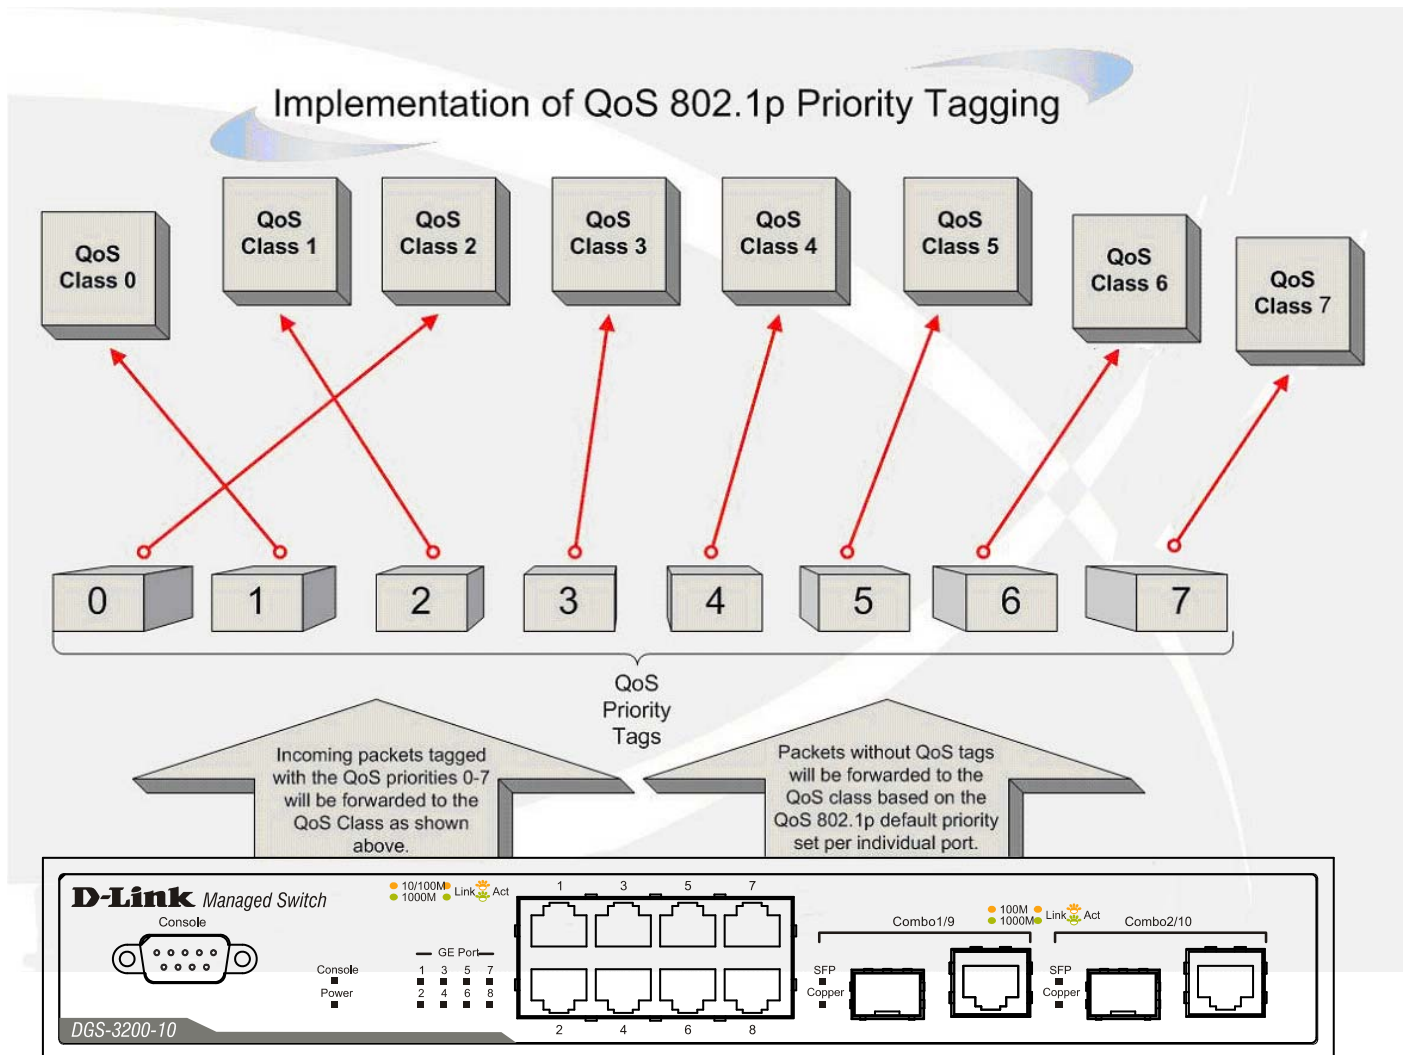 Implementation of QoS 802.1p Priority Tagging
QoS
Class 0
QoS
Class 1
QoS
Class 2
QoS
Class 3
QoS
Class 4
QoS
Class 5
QoS
Class 6
QoS
Class 7
0
1
2
3
4
5
6
7
QoS
Priority
Tags
Incoming packets tagged
with the QoS priorities 0-7
will be forwarded to the
QoS Class as shown
above.
Packets without QoS tags
will be forwarded to the
QoS class based on the
QoS 802.1p default priority
set per individual port.
D-Link Managed Switch
Console
10/100M
1000M
Link
Act
GE Port
Console
1 3 5 7
Power
2 4 6 8
1 3 5 7
2 4 6 8
Combo1/9
100M
1000M
Link
Act
Combo2/10
SFP
Copper
SFP
Copper
DGS-3200-10